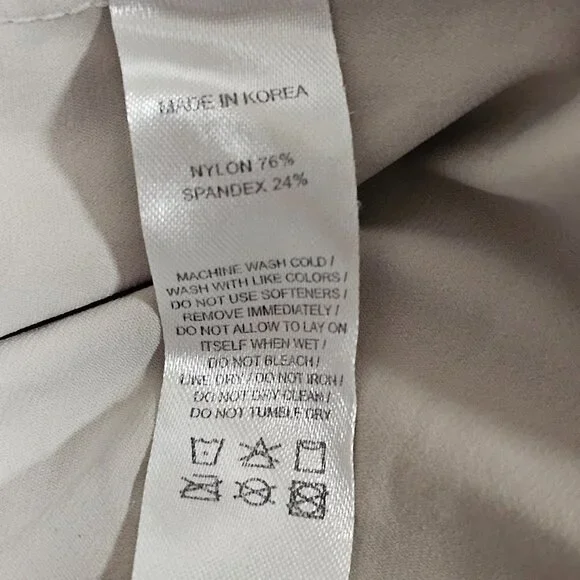 MADE IN KOREA
NYLON 76%
SPANDEX 24%
MACHINE WASH COLD /
WASH WITH LIKE COLORS /
DO NOT USE SOFTENERS /
REMOVE IMMEDIATELY /
DO NOT ALLOW TO LAY ON
ITSELF WHEN WET /
DO NOT BLEACH /
LINE DRY / DO NOT IRON /
DO NOT DRY CLEAN /
DO NOT TUMBLE DRY